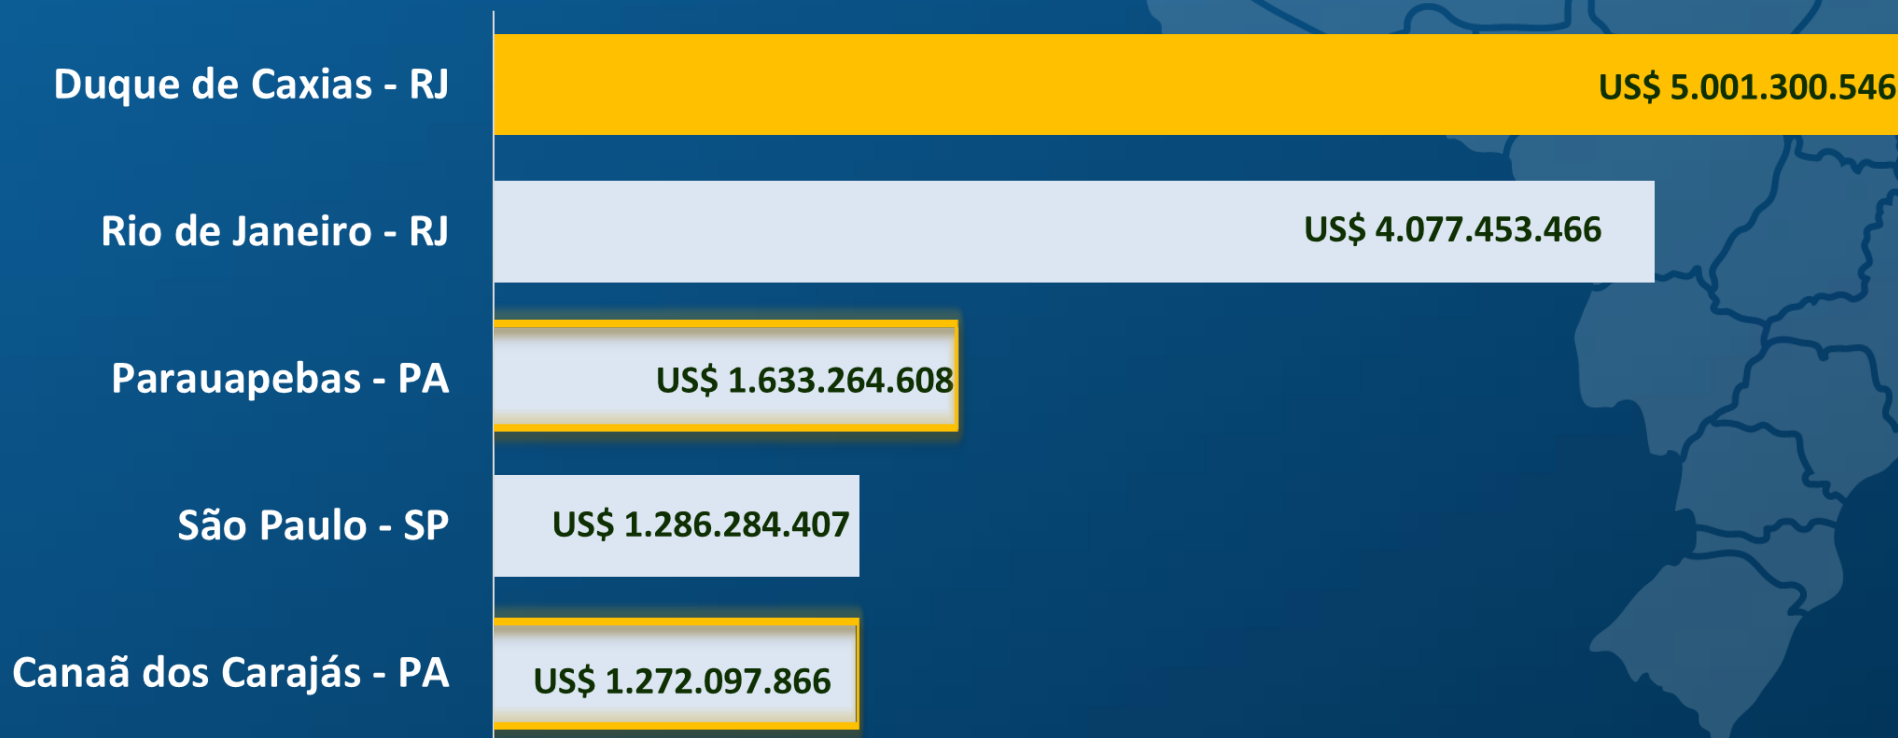 Duque de Caxias - RJ US$ 5.001.300.546
Rio de Janeiro - RJ US$ 4.077.453.466
Parauapebas - PA US$ 1.633.264.608
São Paulo - SP US$ 1.286.284.407
Canaã dos Carajás - PA US$ 1.272.097.866